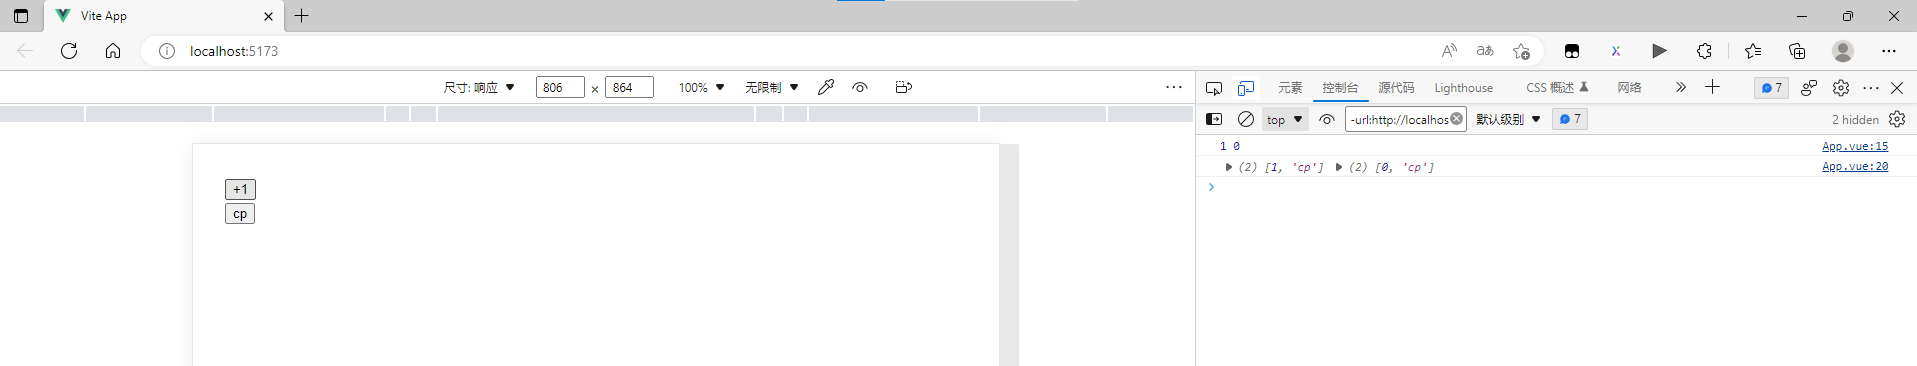 Vite App
localhost:5173
尺寸: 响应 806 × 864 100% 无限制
元素 控制台 源代码 Lighthouse CSS 概述 网络 7
top -url:http://localhos 默认级别 7 2 hidden
1 0 App.vue:15
(2) [1, 'cp'] (2) [0, 'cp'] App.vue:20
+1
cp